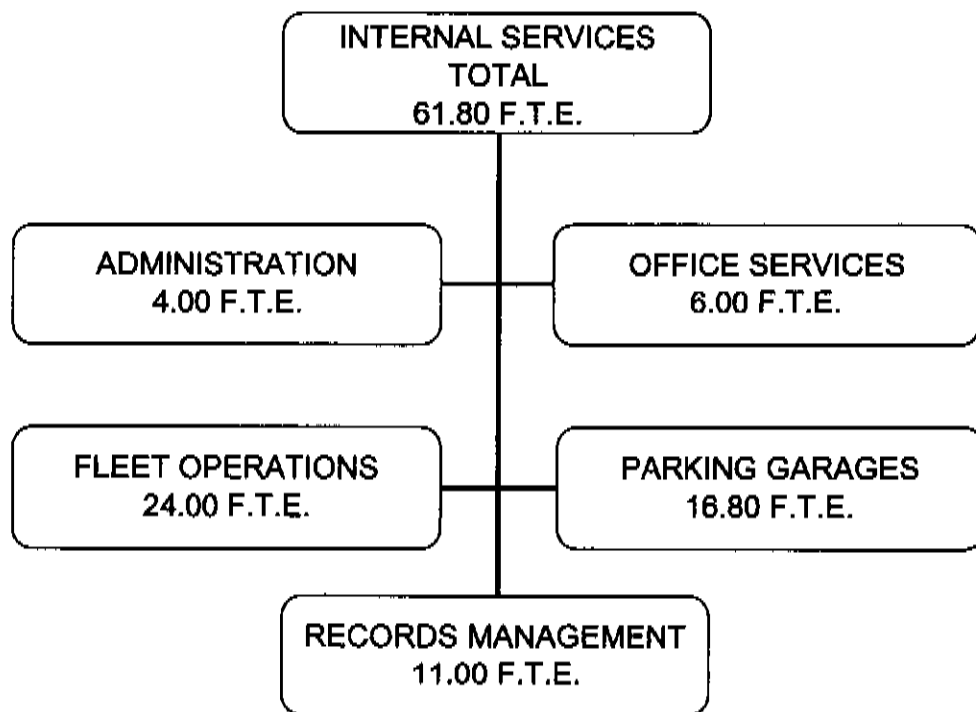 INTERNAL SERVICES
TOTAL
61.80 F.T.E.
ADMINISTRATION
4.00 F.T.E.
OFFICE SERVICES
6.00 F.T.E.
FLEET OPERATIONS
24.00 F.T.E.
PARKING GARAGES
16.80 F.T.E.
RECORDS MANAGEMENT
11.00 F.T.E.